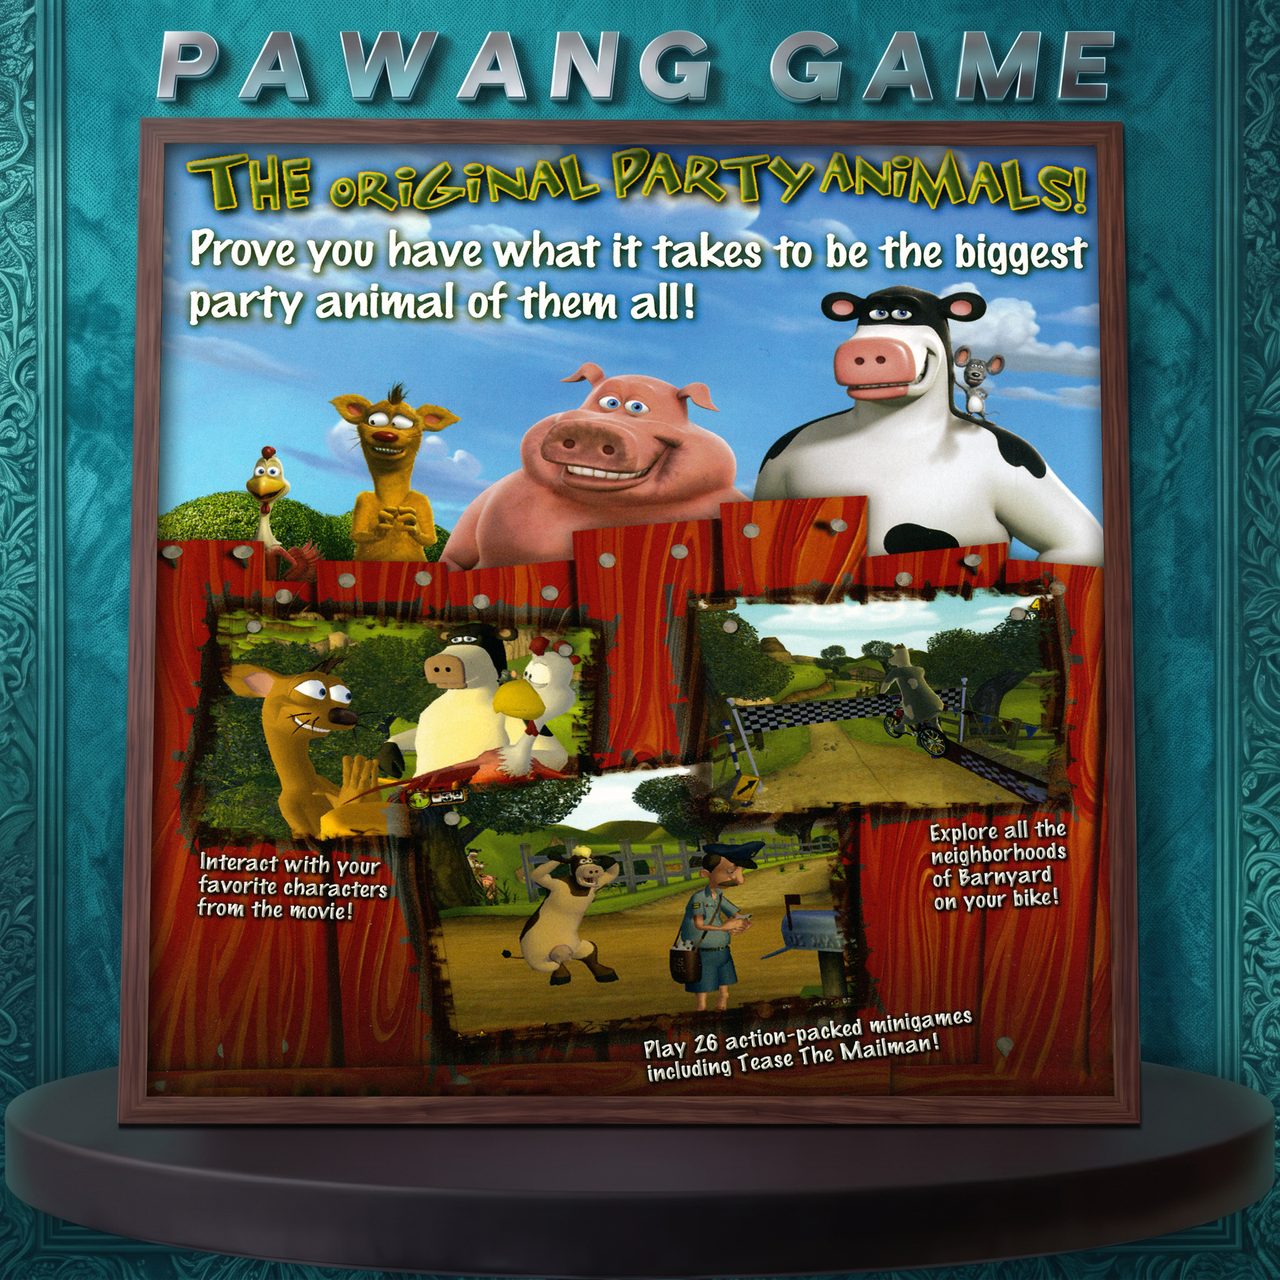 PAWANG GAME
THE ORIGINAL PARTY ANIMALS!
Prove you have what it takes to be the biggest
party animal of them all!
Interact with your
favorite characters
from the movie!
Explore all the
neighborhoods
of Barnyard
on your bike!
Play 26 action-packed minigames
including Tease The Mailman!